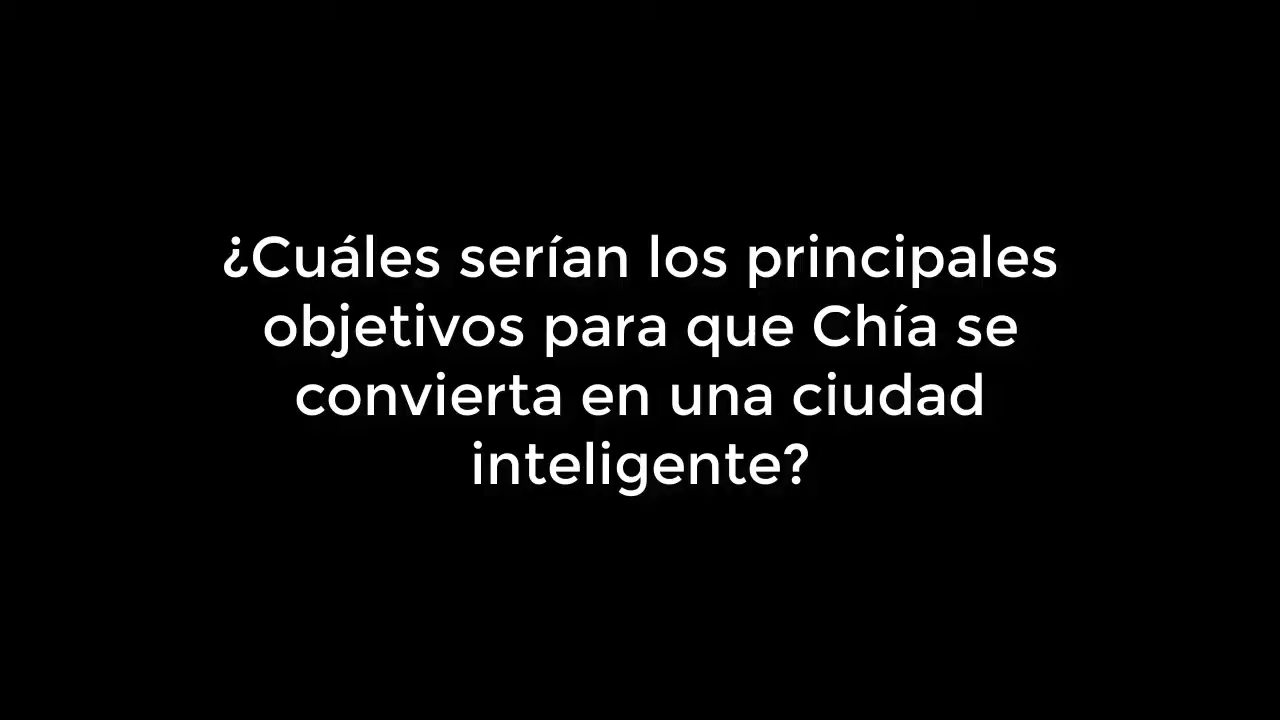 ¿Cuáles serían los principales
objetivos para que Chía se
convierta en una ciudad
inteligente?